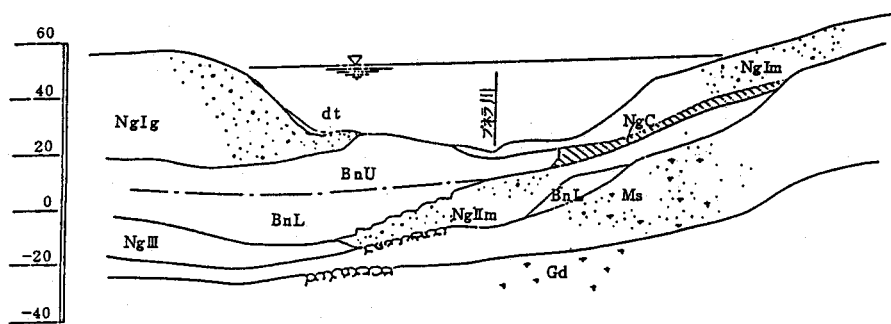 60
40
20
0
-20
-40
dt
NgIg
BnU
BnL
NgⅢ
NgⅡm
BnL
Ms
Gd
NgC
NgIm
ブネラ川